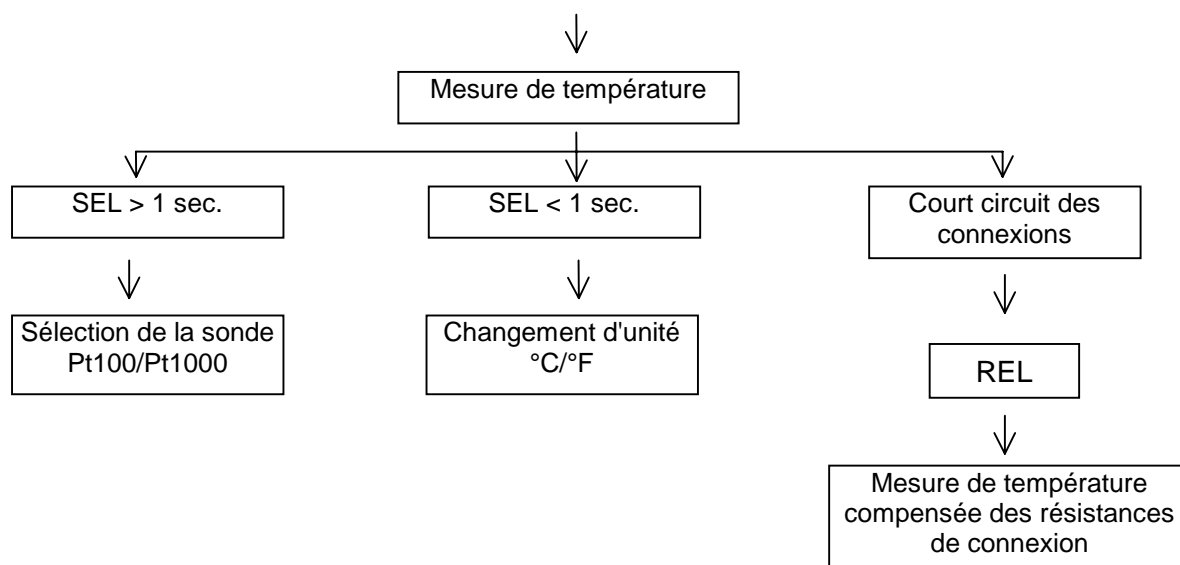 Mesure de température
SEL > 1 sec.
SEL < 1 sec.
Court circuit des
connexions
Sélection de la sonde
Pt100/Pt1000
Changement d'unité
°C/°F
REL
Mesure de température
compensée des résistances
de connexion